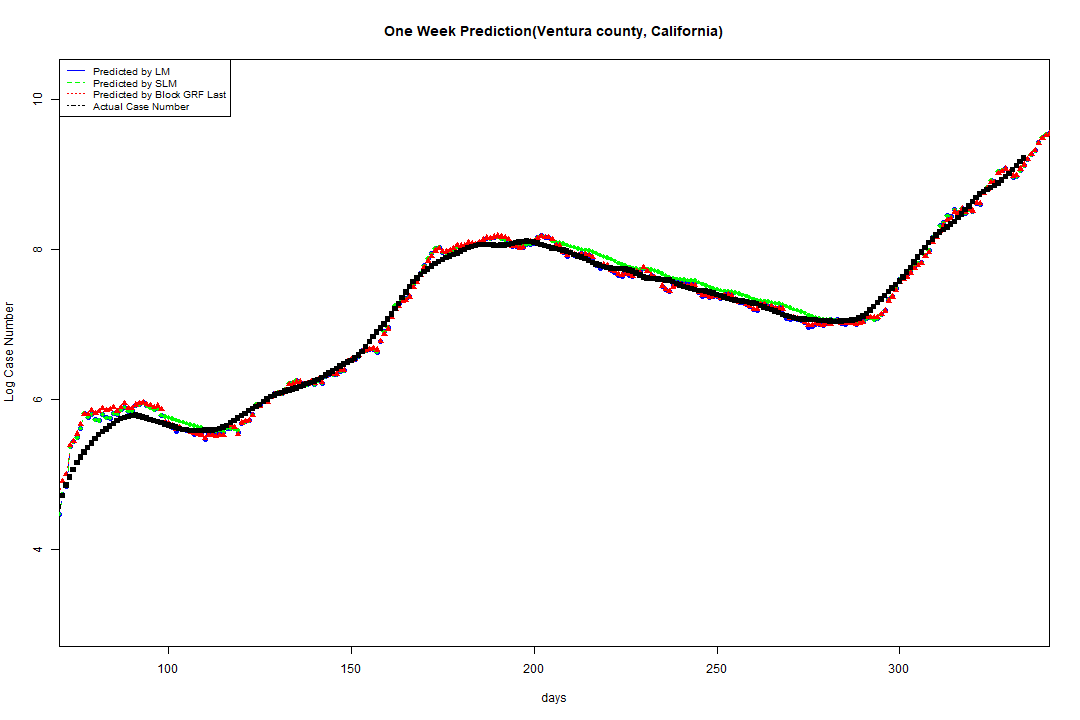 One Week Prediction(Ventura county, California)
Predicted by LM
Predicted by SLM
Predicted by Block GRF Last
Actual Case Number
10
8
6
4
Log Case Number
100 150 200 250 300
days